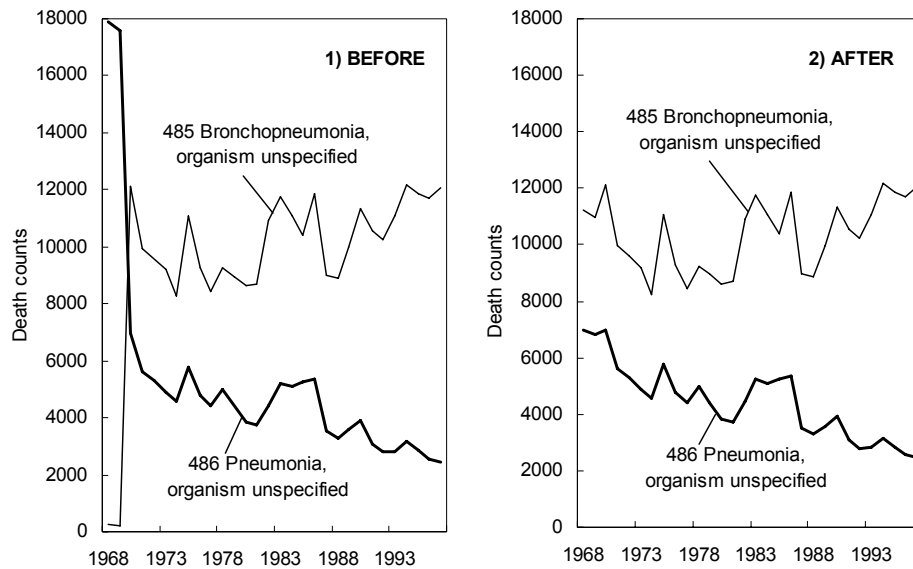 18000
16000
14000
12000
10000
8000
6000
4000
2000
0
Death counts
1) BEFORE
485 Bronchopneumonia,
organism unspecified
486 Pneumonia,
organism unspecified
1968 1973 1978 1983 1988 1993
18000
16000
14000
12000
10000
8000
6000
4000
2000
0
Death counts
2) AFTER
485 Bronchopneumonia,
organism unspecified
486 Pneumonia,
organism unspecified
1968 1973 1978 1983 1988 1993